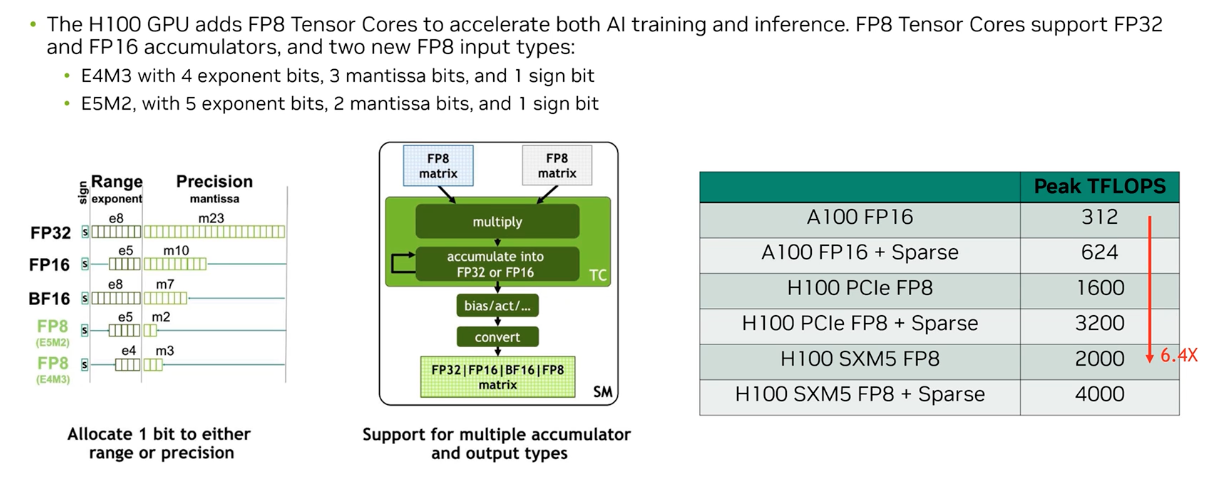 • The H100 GPU adds FP8 Tensor Cores to accelerate both AI training and inference. FP8 Tensor Cores support FP32
and FP16 accumulators, and two new FP8 input types:
• E4M3 with 4 exponent bits, 3 mantissa bits, and 1 sign bit
• E5M2, with 5 exponent bits, 2 mantissa bits, and 1 sign bit
sign
Range Precision
exponent mantissa
e8 m23
FP32 s
e5 m10
FP16 s
e8 m7
BF16 s
e5 m2
FP8 s
(E5M2)
e4 m3
FP8 s
(E4M3)
Allocate 1 bit to either
range or precision
FP8
matrix
FP8
matrix
multiply
accumulate into
FP32 or FP16
TC
bias/act/...
convert
FP32|FP16|BF16|FP8
matrix
SM
Support for multiple accumulator
and output types
Peak TFLOPS
A100 FP16 312
A100 FP16 + Sparse 624
H100 PCIe FP8 1600
H100 PCIe FP8 + Sparse 3200
H100 SXM5 FP8 2000
6.4X
H100 SXM5 FP8 + Sparse 4000